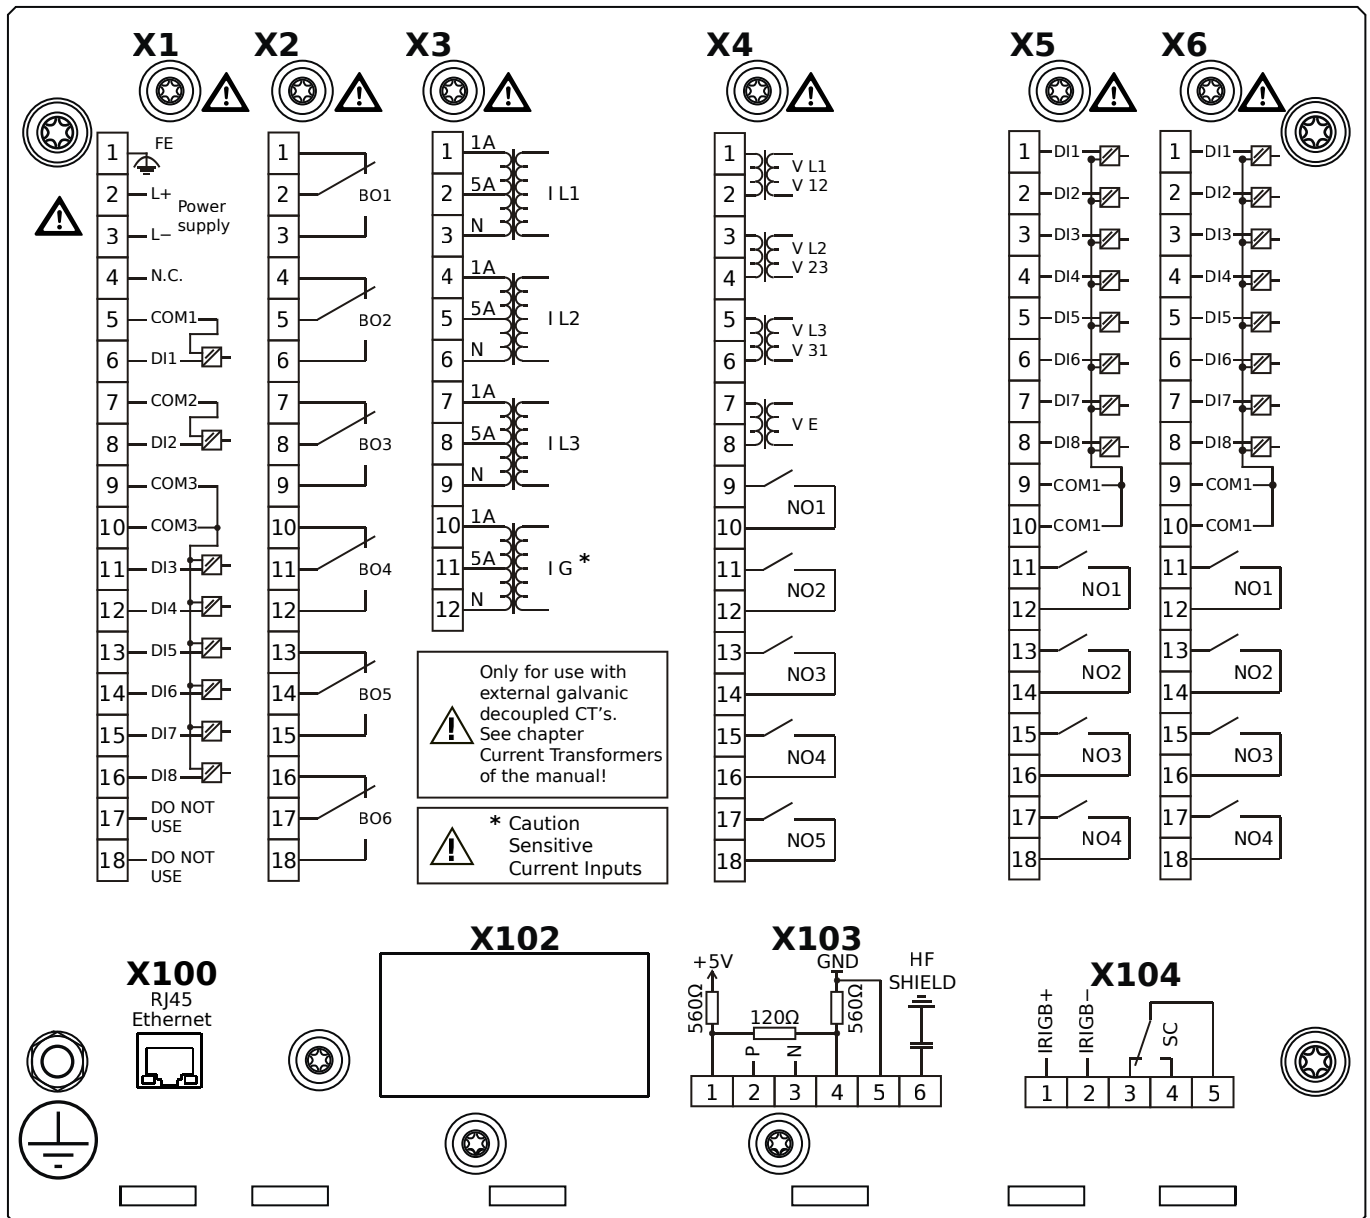 X1 X2 X3 X4 X5 X6
1 FE
2 L+
Power
supply
3 L−
4 N.C.
5 COM1
6 DI1
7 COM2
8 DI2
9 COM3
10 COM3
11 DI3
12 DI4
13 DI5
14 DI6
15 DI7
16 DI8
17 DO NOT
USE
18 DO NOT
USE
1
2 BO1
3
4
5 BO2
6
7
8 BO3
9
10
11 BO4
12
13
14 BO5
15
16
17 BO6
18
1 1A
2 5A I L1
3 N
4 1A
5 5A I L2
6 N
7 1A
8 5A I L3
9 N
10 1A
11 5A I G *
12 N
Only for use with
external galvanic
decoupled CT's.
See chapter
Current Transformers
of the manual!
* Caution
Sensitive
Current Inputs
1 V L1
2 V 12
3 V L2
4 V 23
5 V L3
6 V 31
7
V E
8
9
NO1
10
11
NO2
12
13
NO3
14
15
NO4
16
17
NO5
18
1 DI1
2 DI2
3 DI3
4 DI4
5 DI5
6 DI6
7 DI7
8 DI8
9 COM1
10 COM1
11
NO1
12
13
NO2
14
15
NO3
16
17
NO4
18
1 DI1
2 DI2
3 DI3
4 DI4
5 DI5
6 DI6
7 DI7
8 DI8
9 COM1
10 COM1
11
NO1
12
13
NO2
14
15
NO3
16
17
NO4
18
X100
RJ45
Ethernet
X102
X103
+5V GND HF
SHIELD
560Ω 120Ω 560Ω
P N
1 2 3 4 5 6
X104
IRIGB+ IRIGB− SC
1 2 3 4 5